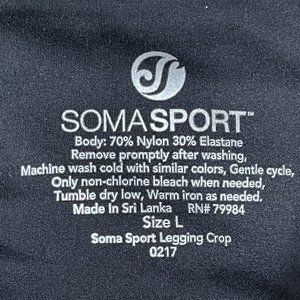 SOMASPORT™
Body: 70% Nylon 30% Elastane
Remove promptly after washing,
Machine wash cold with similar colors, Gentle cycle,
Only non-chlorine bleach when needed,
Tumble dry low, Warm iron as needed.
Made In Sri Lanka RN# 79984
Size L
Soma Sport Legging Crop
0217